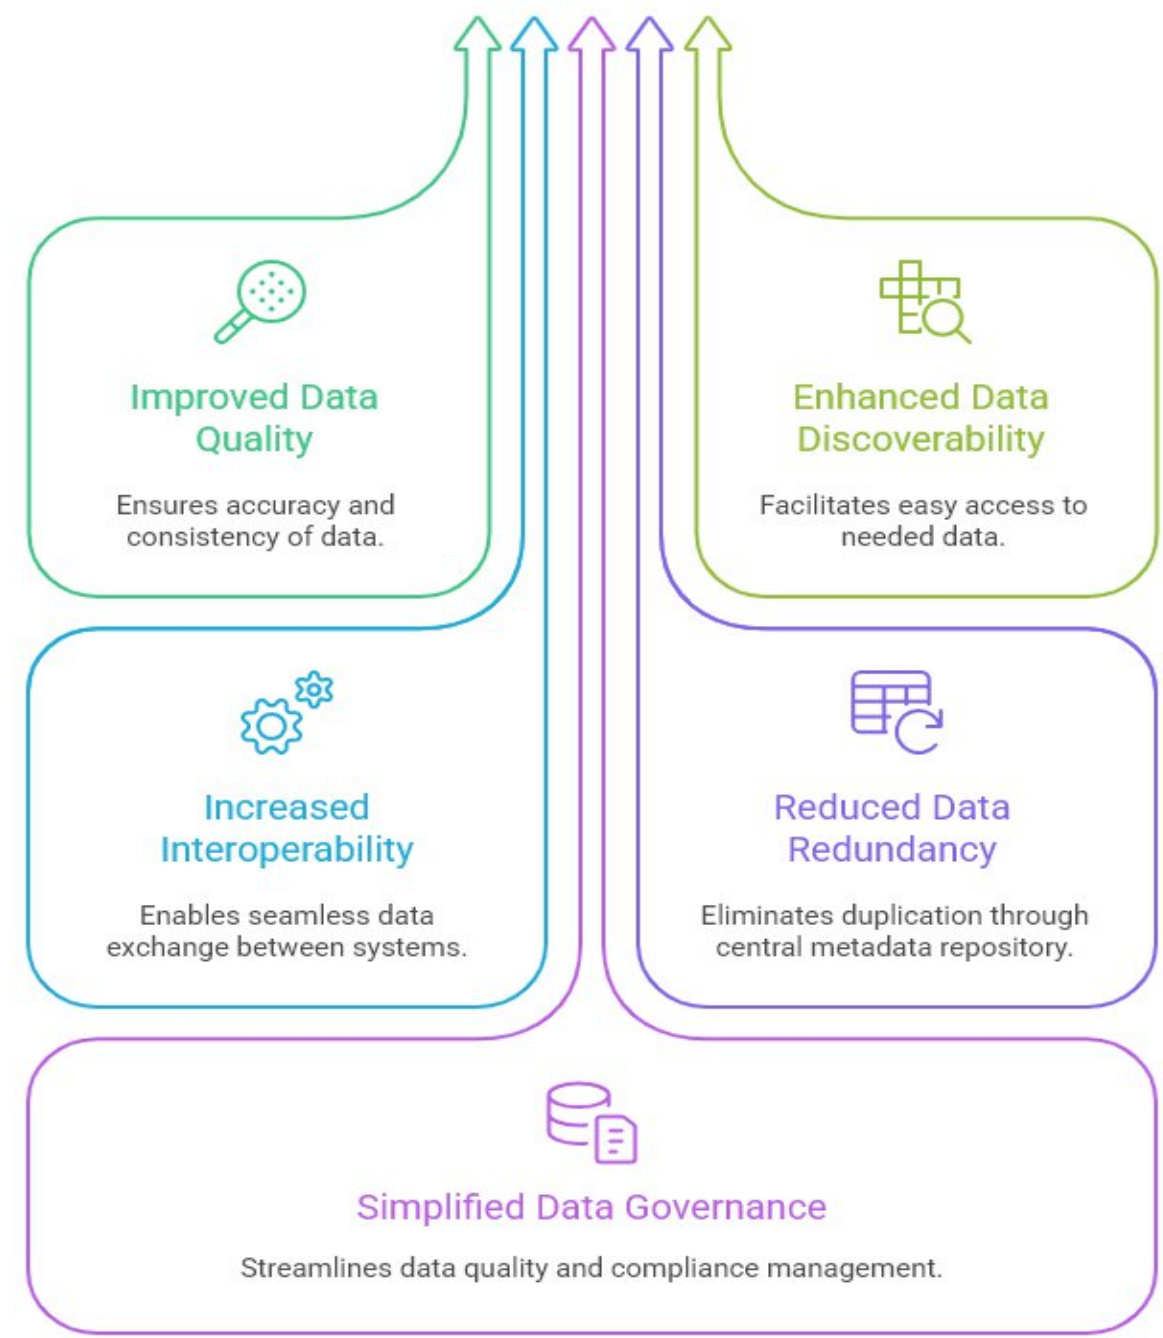 Improved Data
Quality
Ensures accuracy and
consistency of data.
Enhanced Data
Discoverability
Facilitates easy access to
needed data.
Increased
Interoperability
Enables seamless data
exchange between systems.
Reduced Data
Redundancy
Eliminates duplication through
central metadata repository.
Simplified Data Governance
Streamlines data quality and compliance management.